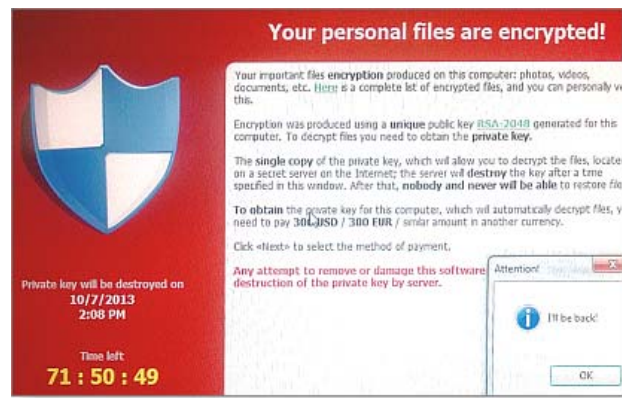 Your personal files are encrypted!
Your important files encryption produced on this computer: photos, videos,
documents, etc. Here is a complete list of encrypted files, and you can personally
this.
Encryption was produced using a unique public key RSA-2048 generated for this
computer. To decrypt files you need to obtain the private key.
The single copy of the private key, which will allow you to decrypt the files,
on a secret server on the Internet; the server will destroy the key after a time
specified in this window. After that, nobody and never will be able to restore
To obtain the private key for this computer, which will automatically decrypt files,
need to pay 300 USD / 300 EUR / similar amount in another currency.
Click «Next» to select the method of payment.
Any attempt to remove or damage this software
destruction of the private key by server.
Attention!
I'll be back!
OK
Private key will be destroyed on
10/7/2013
2:08 PM
Time left
71 : 50 : 49